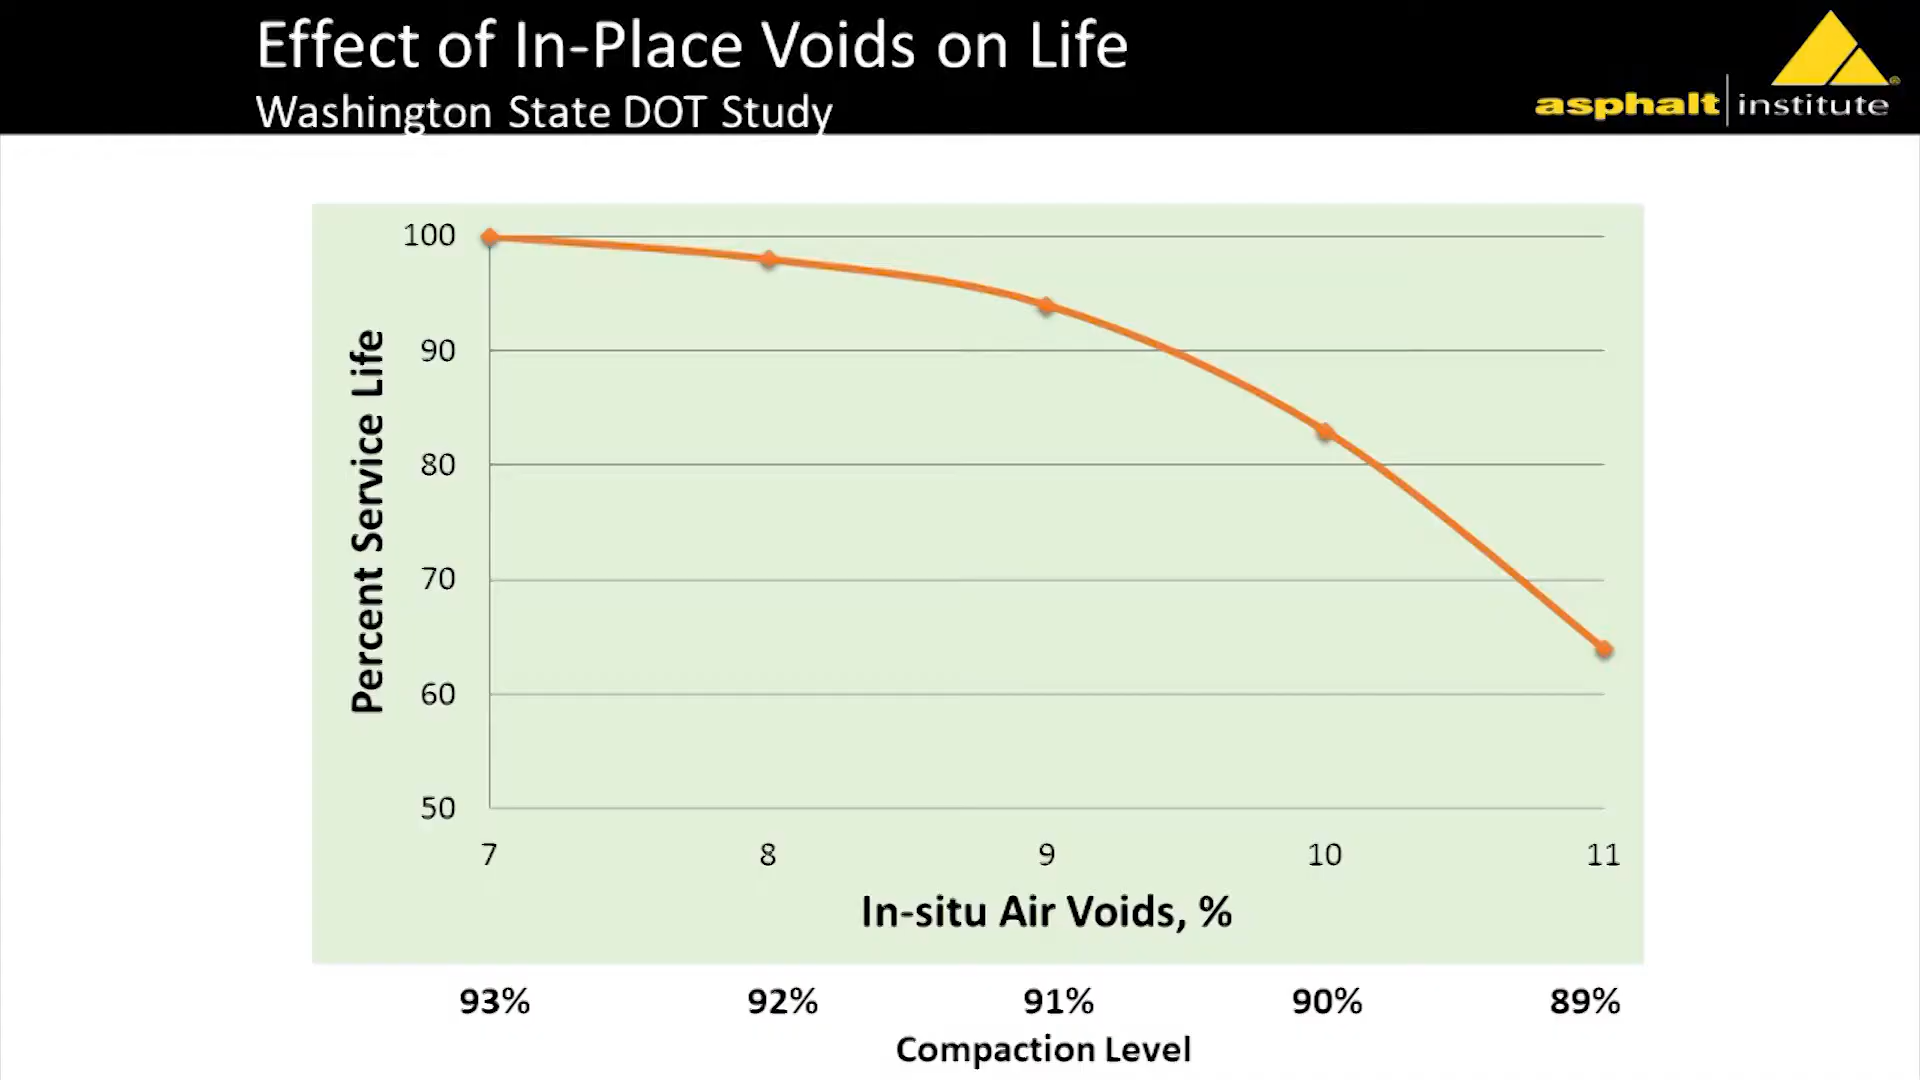 Effect of In-Place Voids on Life
Washington State DOT Study
asphalt institute®
100
90
80
70
60
50
Percent Service Life
7 8 9 10 11
In-situ Air Voids, %
93% 92% 91% 90% 89%
Compaction Level